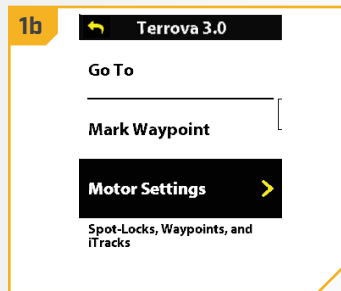 1b
Terrova 3.0
Go To
Mark Waypoint
Motor Settings
Spot-Locks, Waypoints, and
iTracks